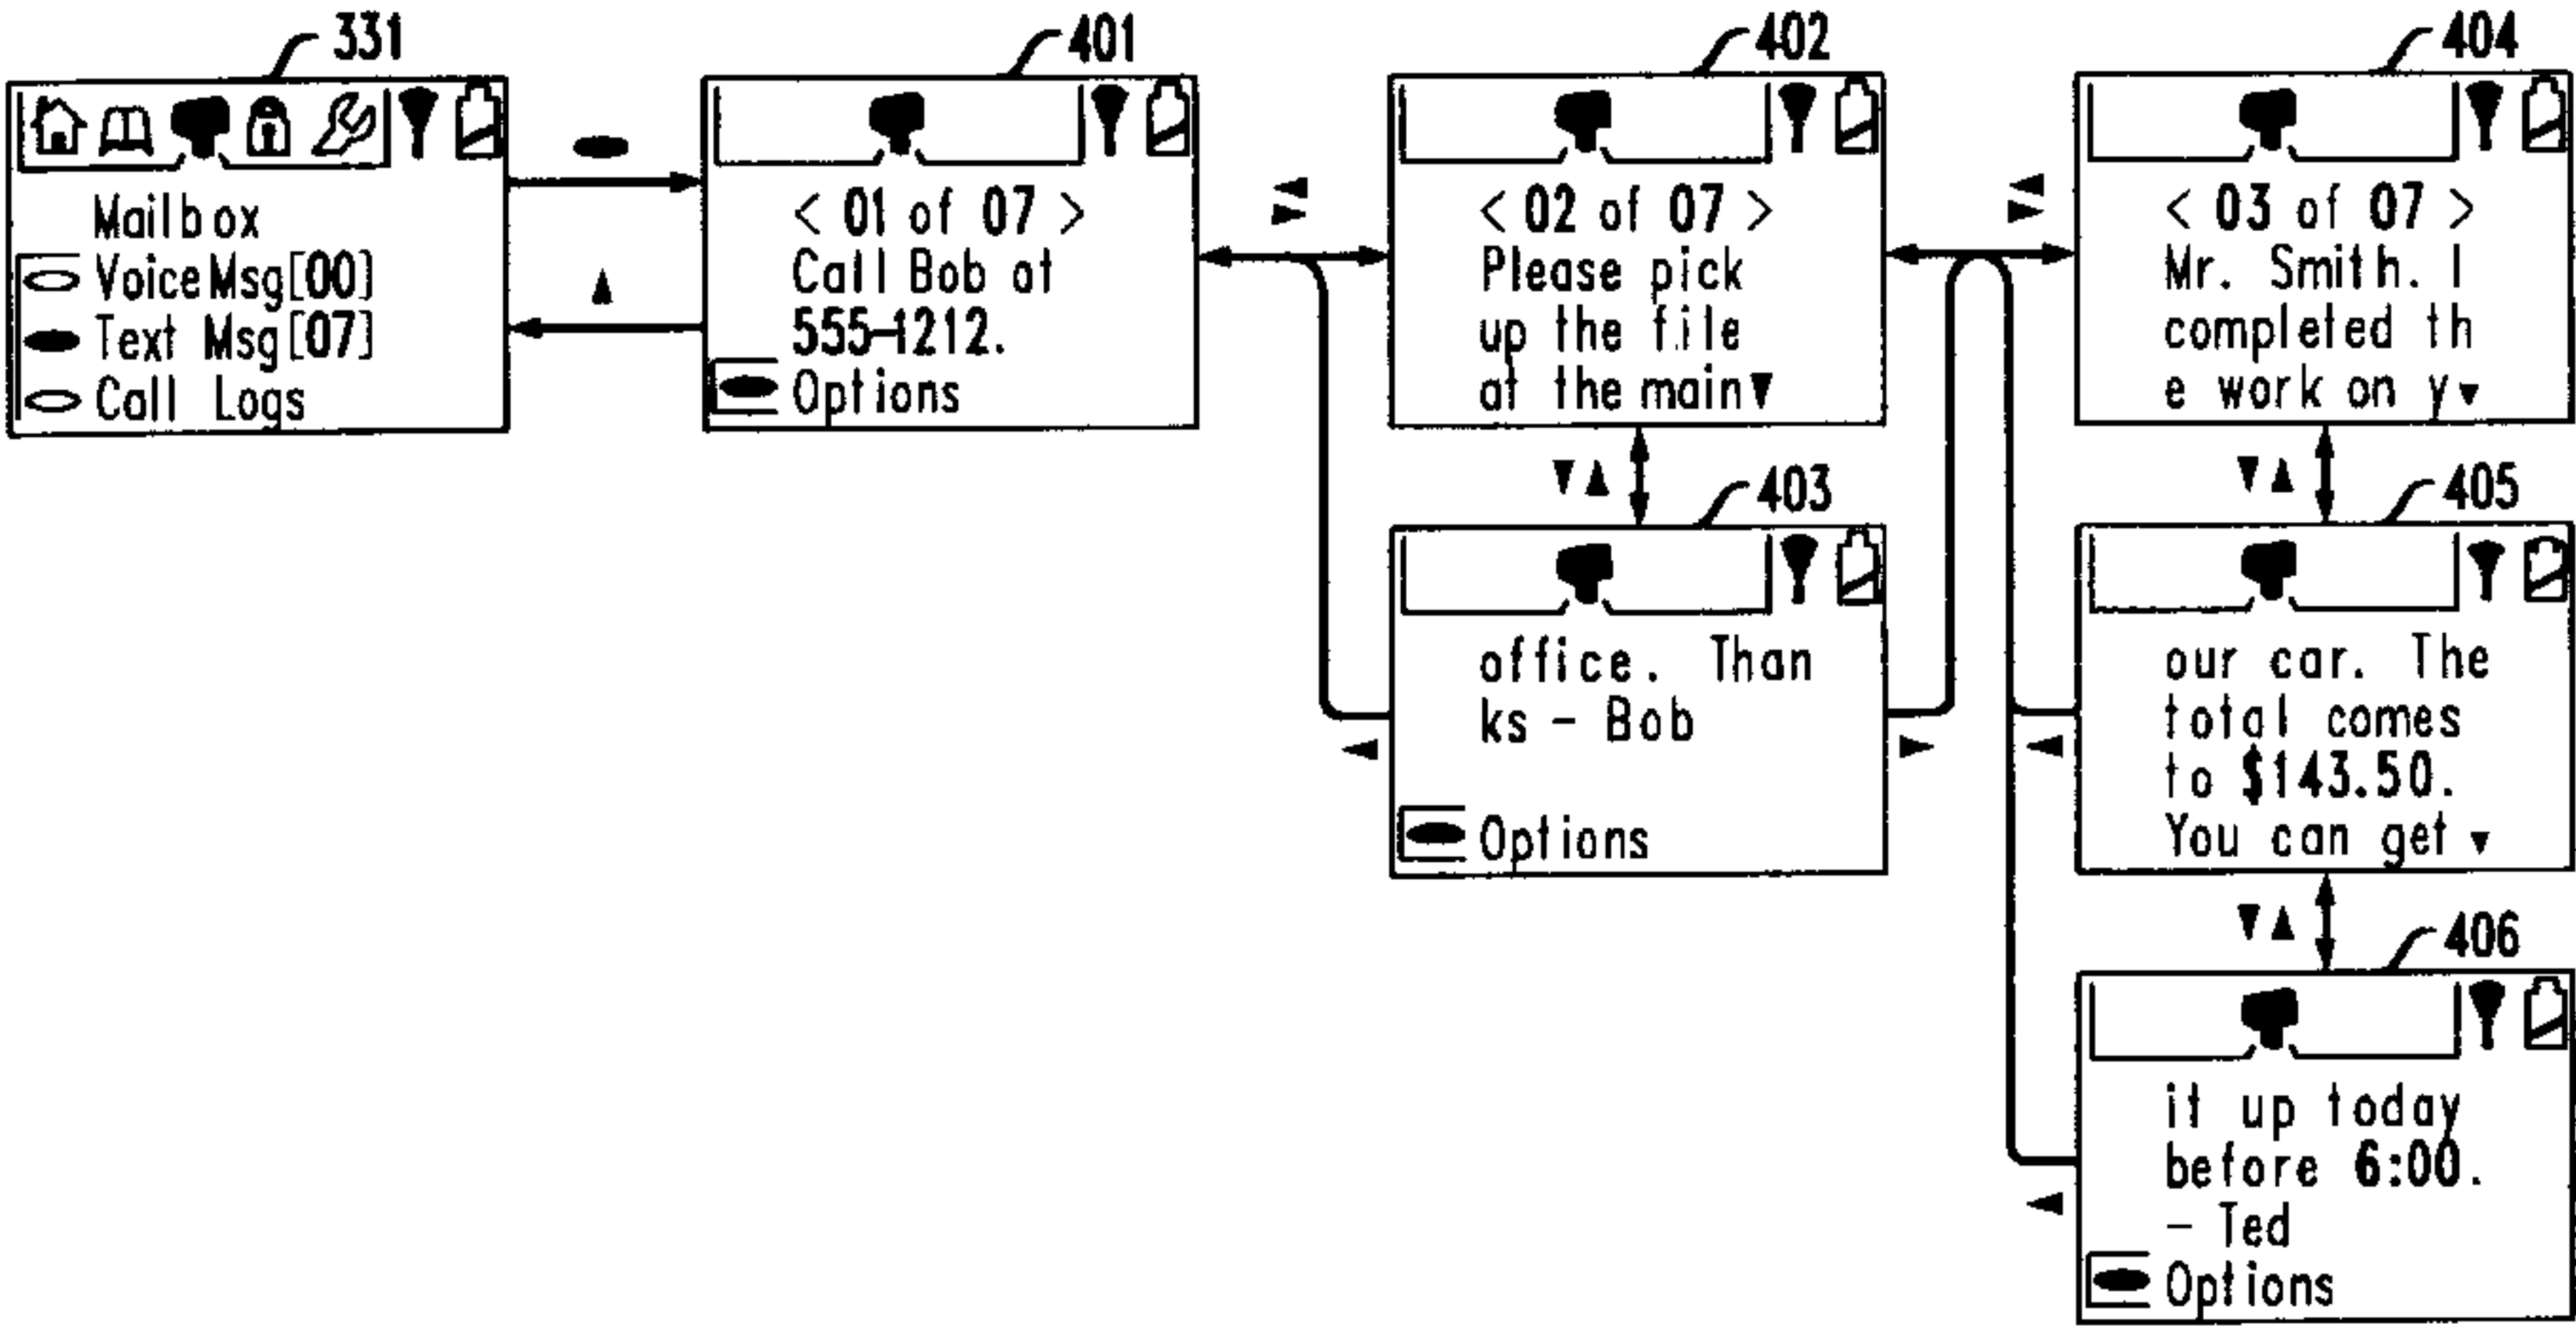 331
Mailbox
Voice Msg[00]
Text Msg[07]
Call Logs
401
< 01 of 07 >
Call Bob at
555-1212.
Options
402
< 02 of 07 >
Please pick
up the file
at the main
403
office. Than
ks - Bob
Options
404
< 03 of 07 >
Mr. Smith. I
completed th
e work on y
405
our car. The
total comes
to $143.50.
You can get
406
it up today
before 6:00.
- Ted
Options